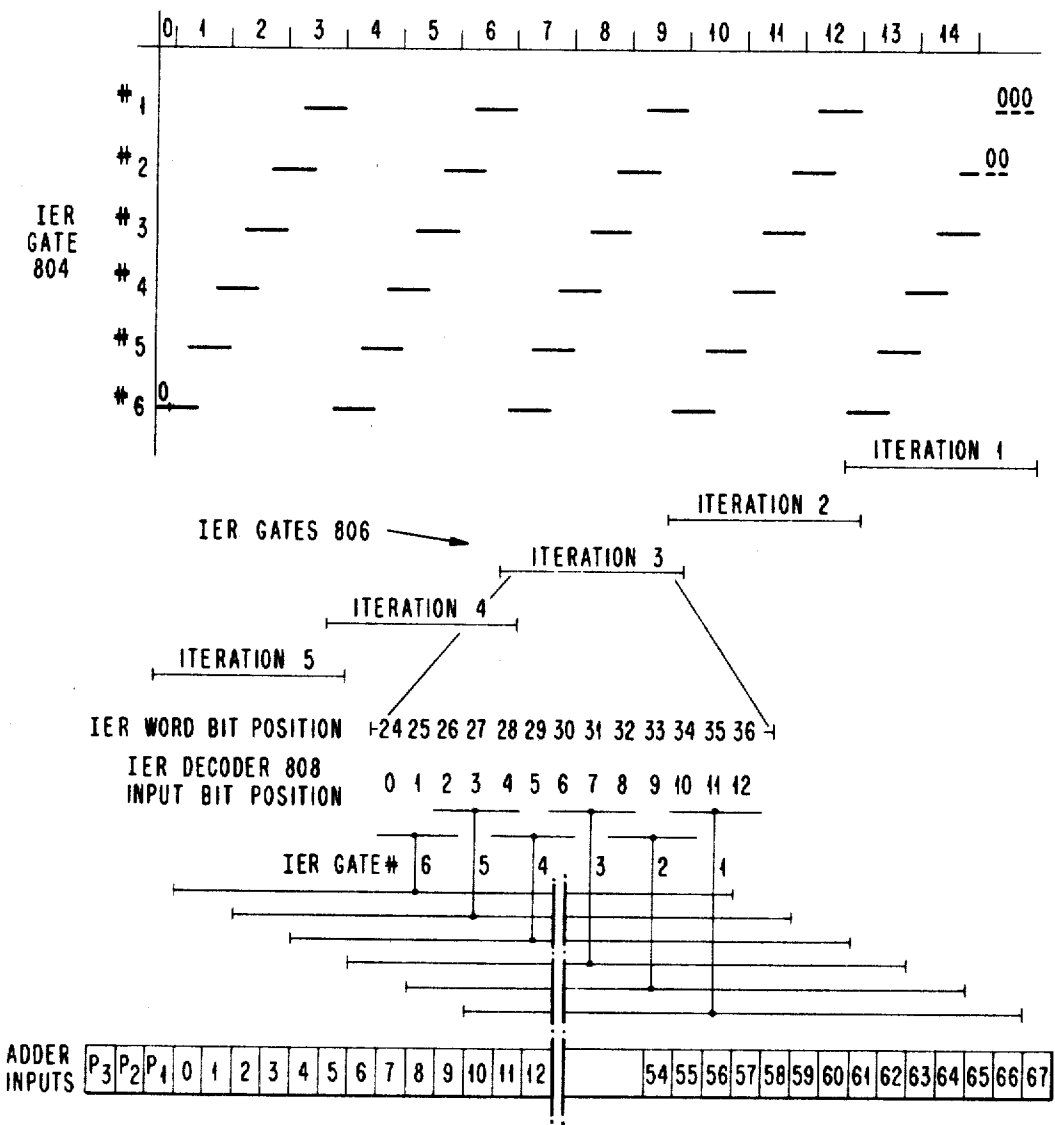 0 1 2 3 4 5 6 7 8 9 10 11 12 13 14
# 1 000
# 2 00
IER GATE 804
# 3
# 4
# 5
# 6 0
ITERATION 1
ITERATION 2
IER GATES 806
ITERATION 3
ITERATION 4
ITERATION 5
IER WORD BIT POSITION 24 25 26 27 28 29 30 31 32 33 34 35 36
IER DECODER 808
INPUT BIT POSITION 0 1 2 3 4 5 6 7 8 9 10 11 12
IER GATE# 6 5 4 3 2 1
ADDER INPUTS P3 P2 P1 0 1 2 3 4 5 6 7 8 9 10 11 12 54 55 56 57 58 59 60 61 62 63 64 65 66 67